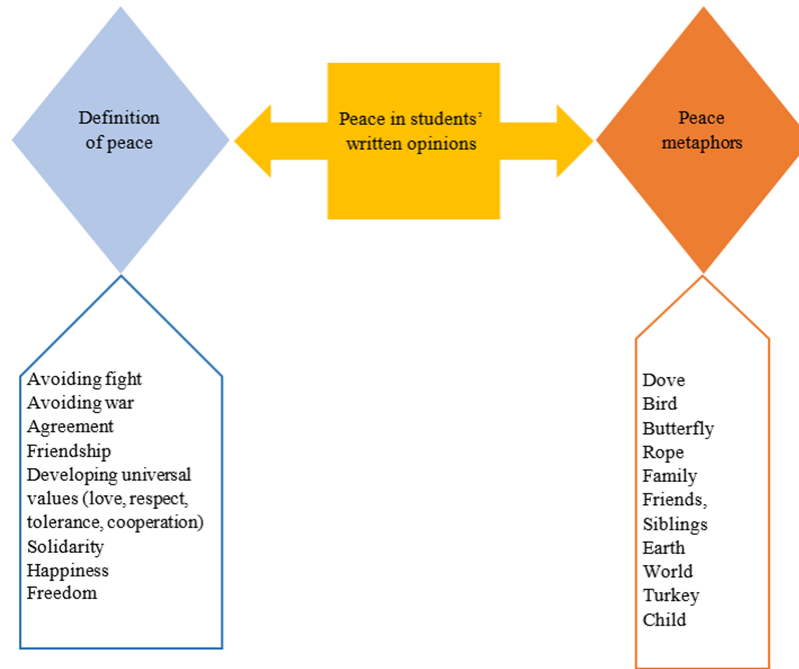 Definition
of peace
Peace in students’
written opinions
Peace
metaphors
Avoiding fight
Avoiding war
Agreement
Friendship
Developing universal
values (love, respect,
tolerance, cooperation)
Solidarity
Happiness
Freedom
Dove
Bird
Butterfly
Rope
Family
Friends,
Siblings
Earth
World
Turkey
Child